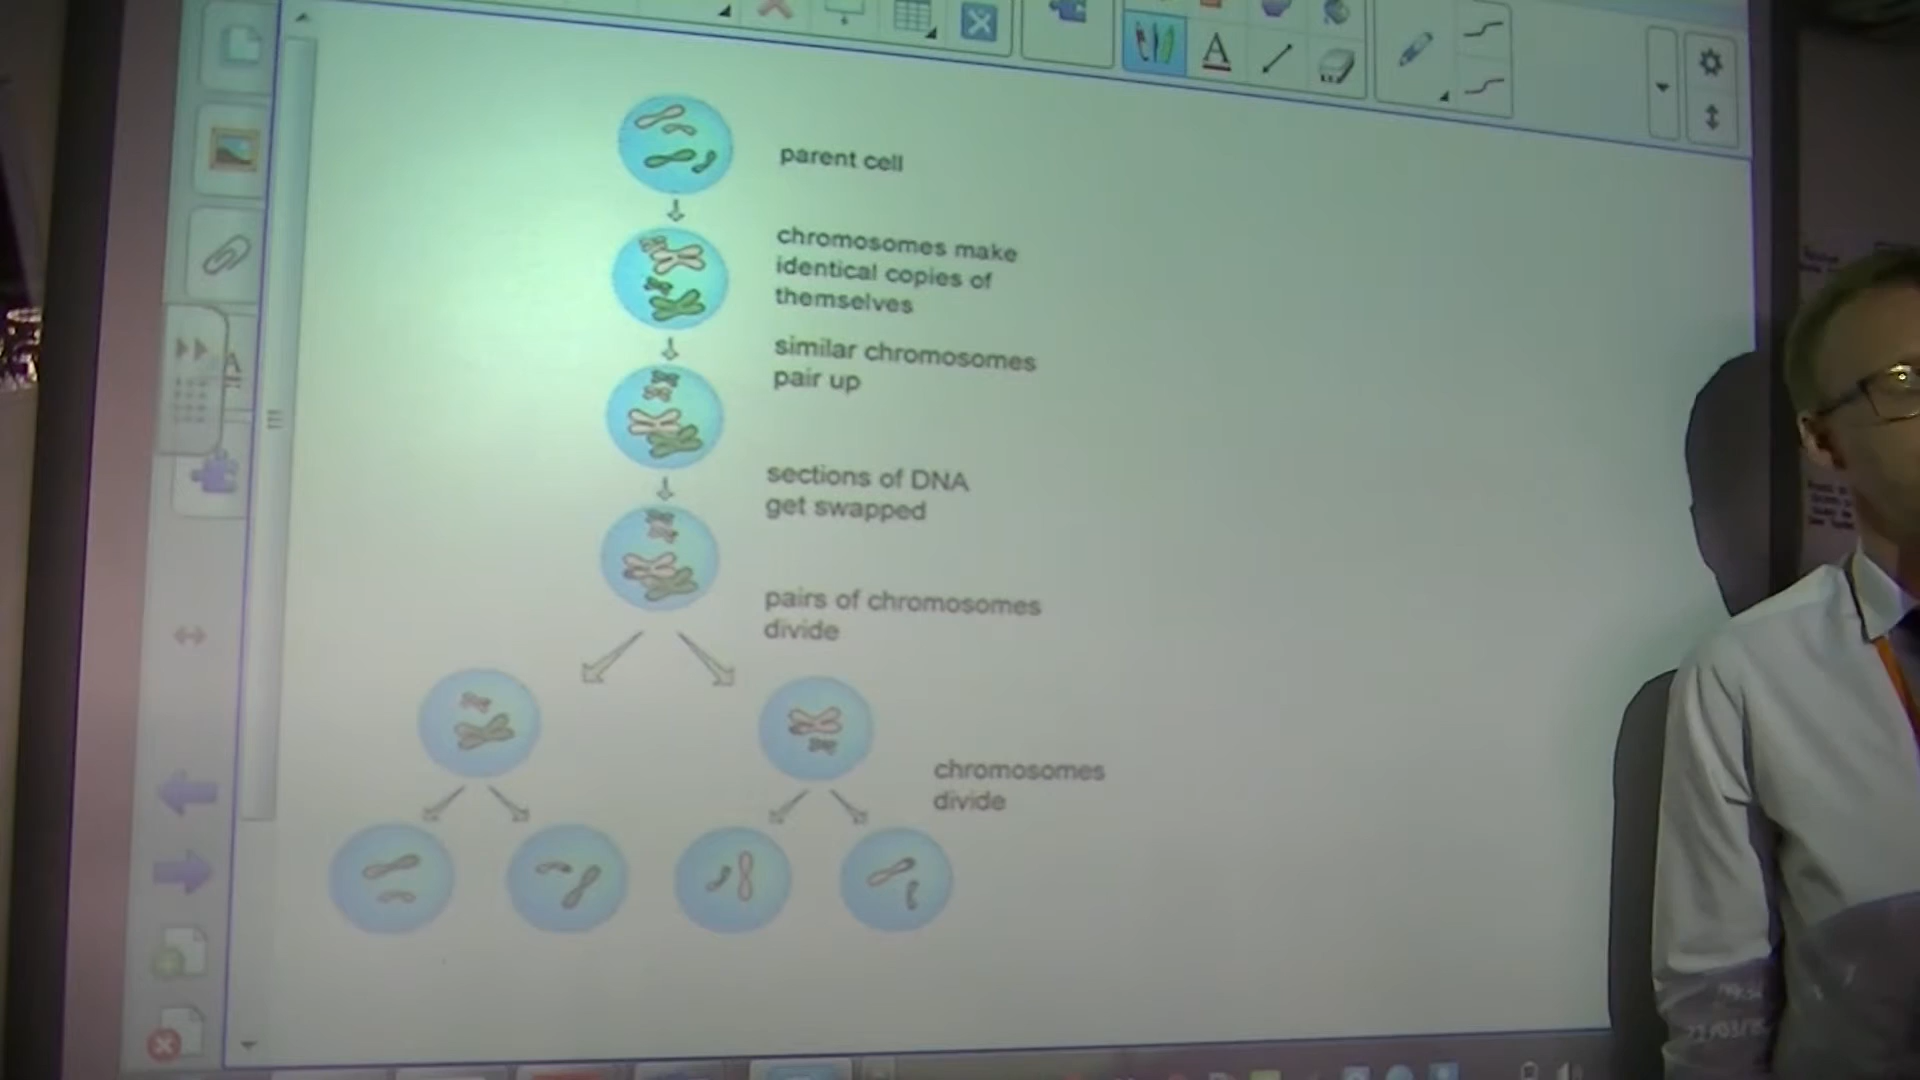 parent cell
chromosomes make
identical copies of
themselves
similar chromosomes
pair up
sections of DNA
get swapped
pairs of chromosomes
divide
chromosomes
divide
A
A